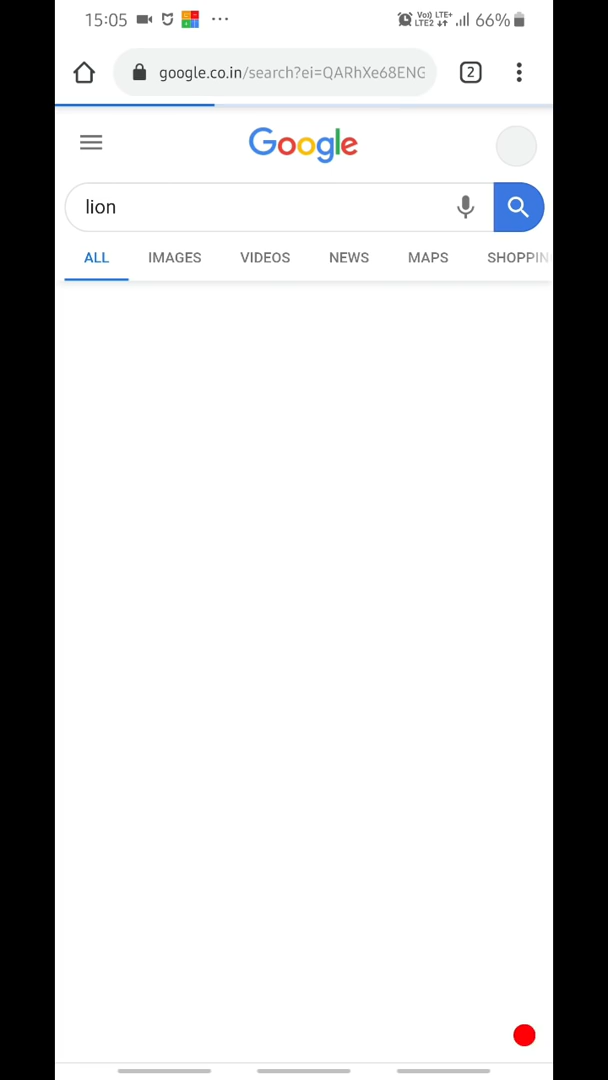 15:05 66%
google.co.in/search?ei=QARhXe68ENG 2
Google
lion
ALL IMAGES VIDEOS NEWS MAPS SHOPPIN